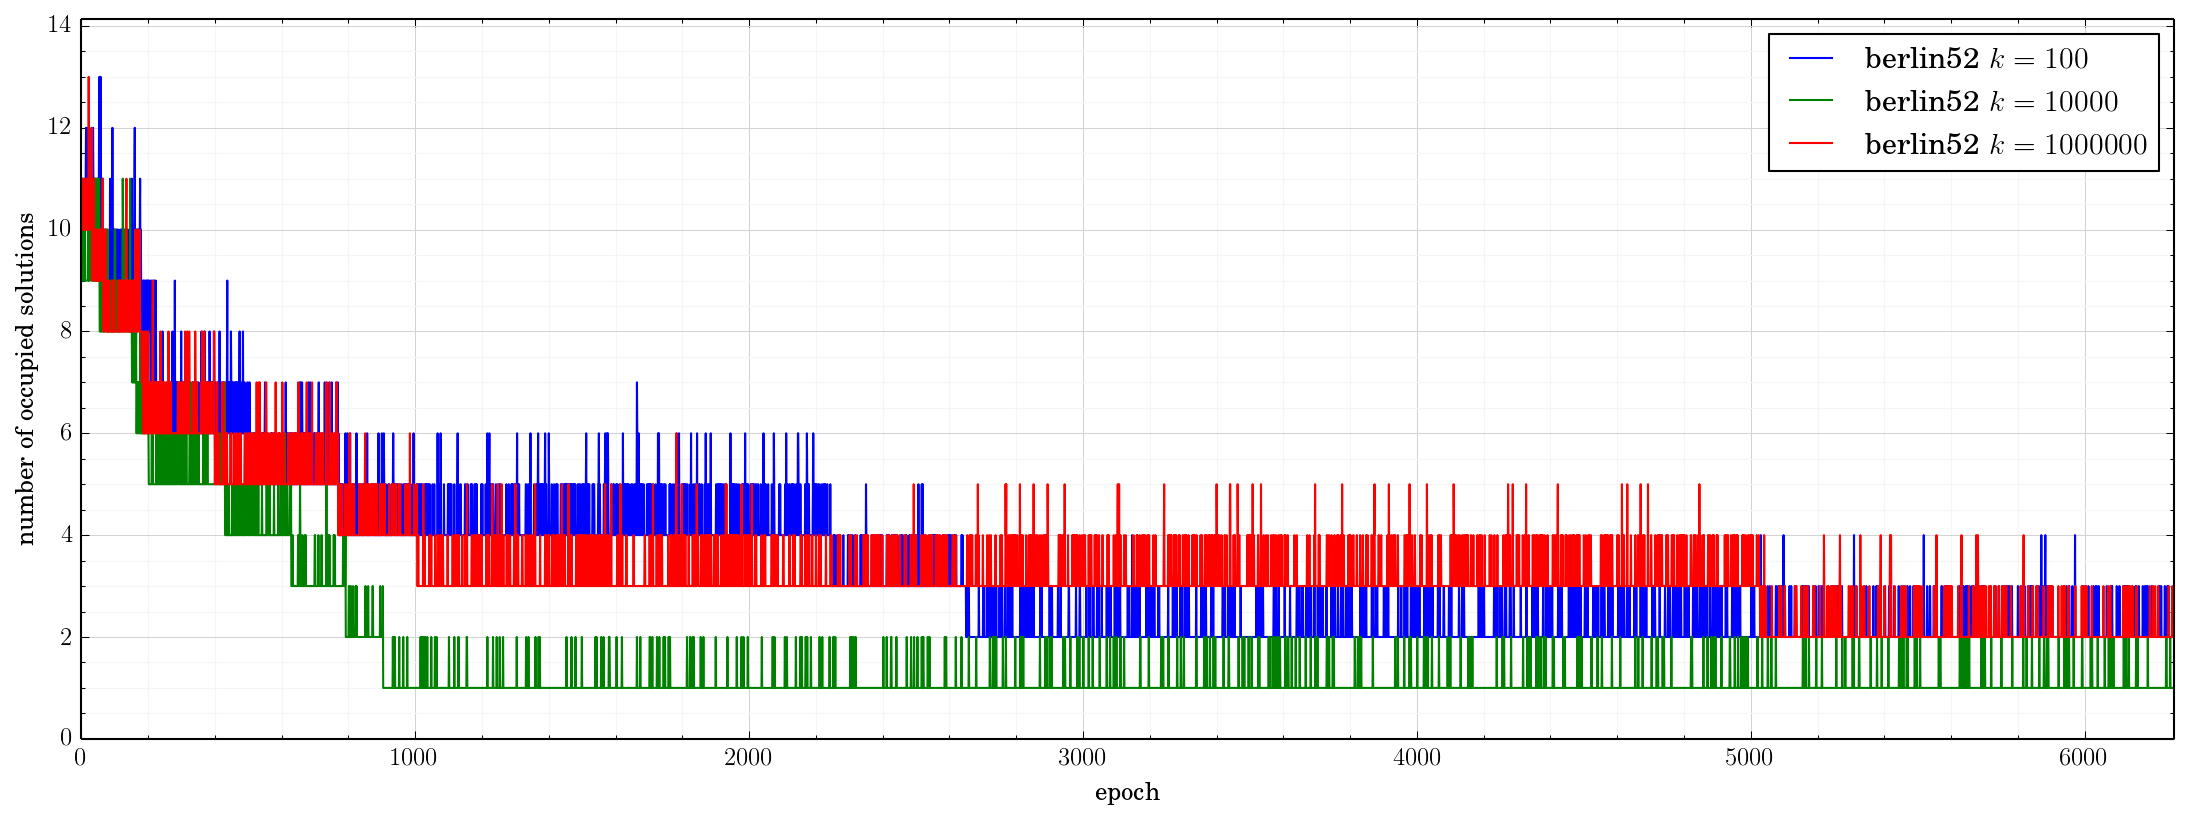 number of occupied solutions
14
12
10
8
6
4
2
0
berlin52 k = 100
berlin52 k = 10000
berlin52 k = 1000000
0 1000 2000 3000 4000 5000 6000
epoch